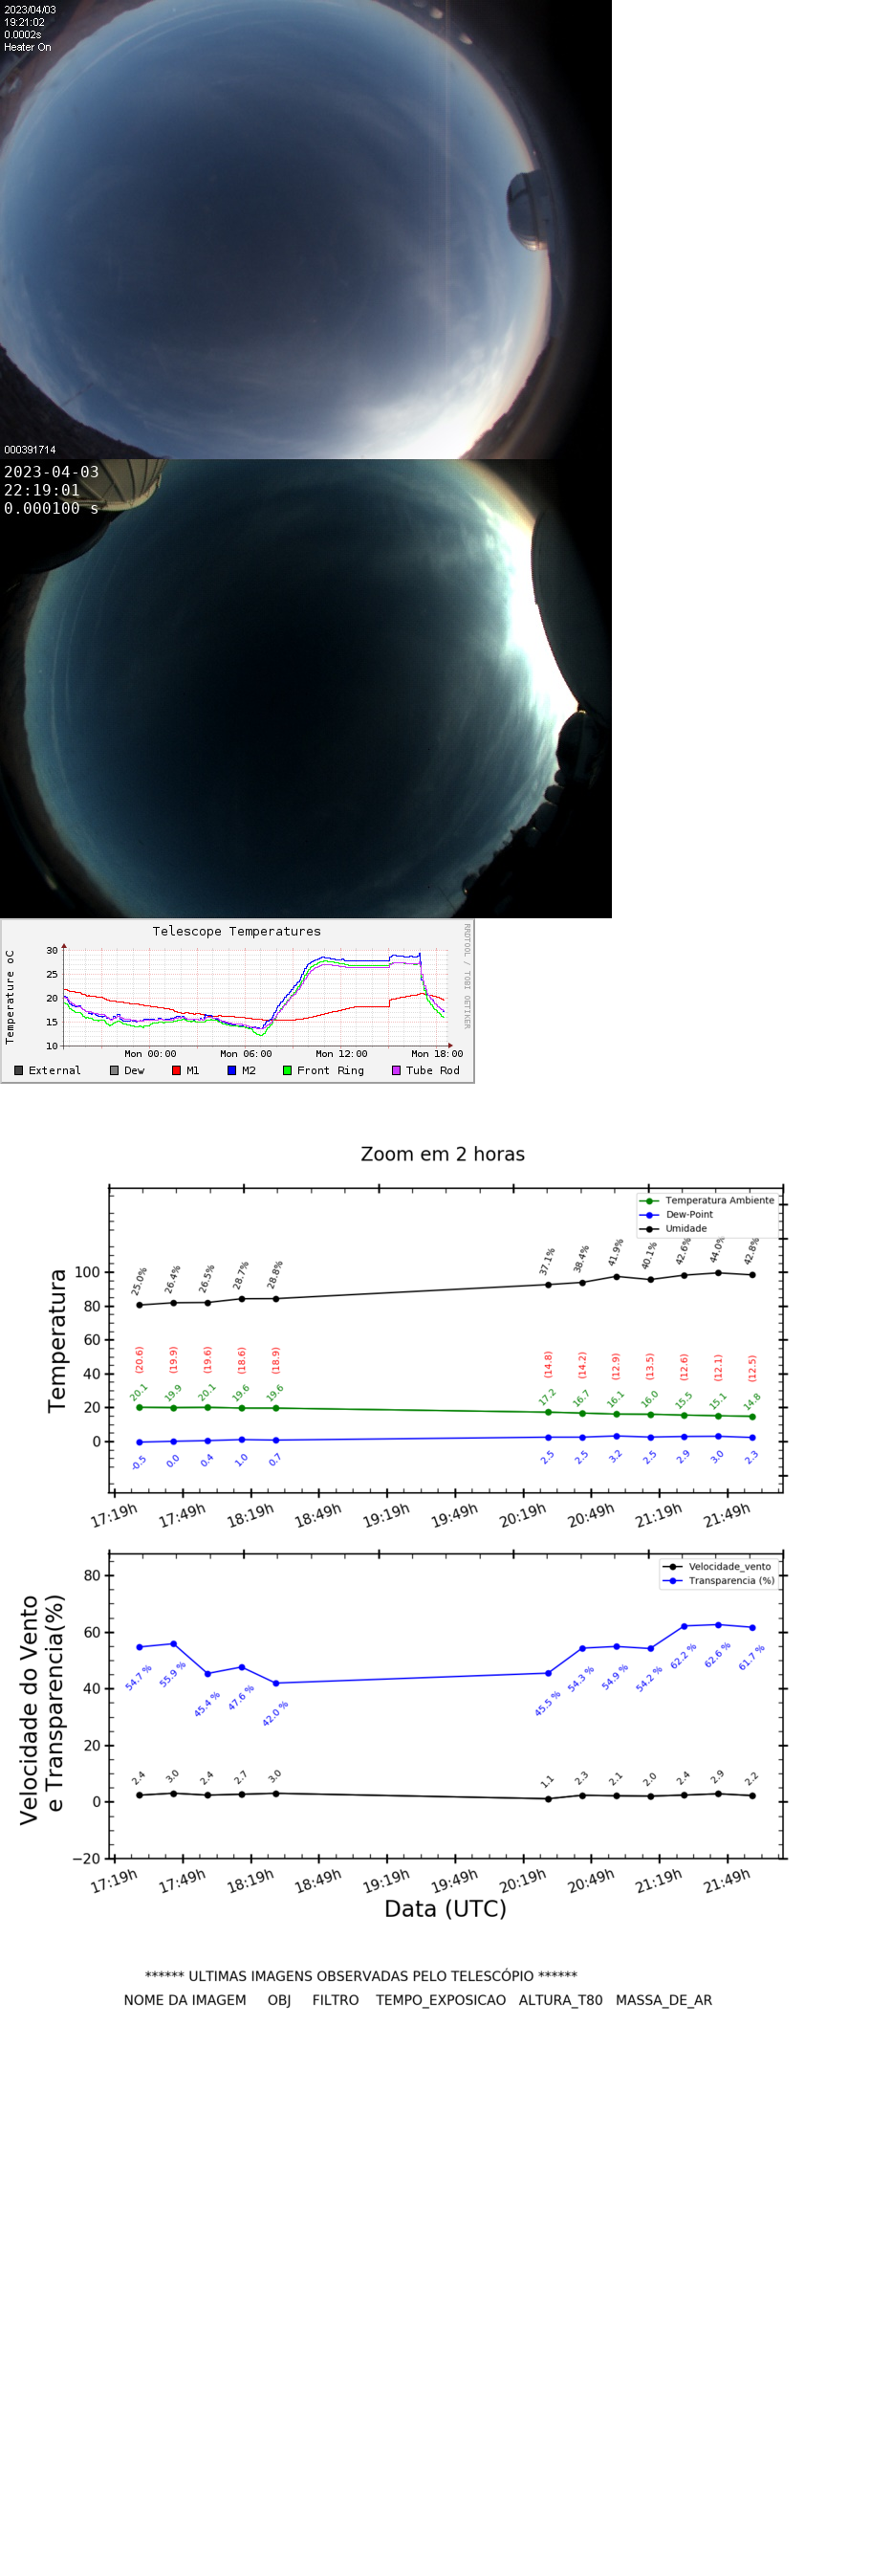 2023/04/03
19:21:02
0.0002s
Heater On
000391714
2023-04-03
22:19:01
0.000100 s
Telescope Temperatures
RRDTOOL / TOBI OETIKER
Temperature oC
30
25
20
15
10
Mon 00:00 Mon 06:00 Mon 12:00 Mon 18:00
External Dew M1 M2 Front Ring Tube Rod
Zoom em 2 horas
Temperatura Ambiente
Dew-Point
Umidade
Temperatura
100
80
60
40
20
0
25.0% 26.4% 26.5% 28.7% 28.8% 37.1% 38.4% 41.9% 40.1% 42.6% 44.0% 42.8%
(20.6) (19.9) (19.6) (18.6) (18.9) (14.8) (14.2) (12.9) (13.5) (12.6) (12.1) (12.5)
20.1 19.9 20.1 19.6 19.6 17.2 16.7 16.1 16.0 15.5 15.1 14.8
-0.5 0.0 0.4 1.0 0.7 2.5 2.5 3.2 2.5 2.9 3.0 2.3
17:19h 17:49h 18:19h 18:49h 19:19h 19:49h 20:19h 20:49h 21:19h 21:49h
Velocidade_vento
Transparencia (%)
Velocidade do Vento
e Transparencia(%)
80
60
40
20
0
−20
54.7 % 55.9 % 45.4 % 47.6 % 42.0 % 45.5 % 54.3 % 54.9 % 54.2 % 62.2 % 62.6 % 61.7 %
2.4 3.0 2.4 2.7 3.0 1.1 2.3 2.1 2.0 2.4 2.9 2.2
17:19h 17:49h 18:19h 18:49h 19:19h 19:49h 20:19h 20:49h 21:19h 21:49h
Data (UTC)
****** ULTIMAS IMAGENS OBSERVADAS PELO TELESCÓPIO ******
NOME DA IMAGEM OBJ FILTRO TEMPO_EXPOSICAO ALTURA_T80 MASSA_DE_AR